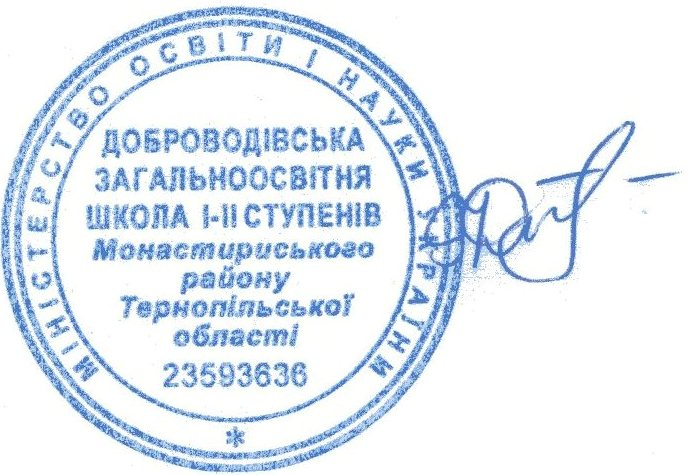 МІНІСТЕРСТВО ОСВІТИ І НАУКИ УКРАЇНИ
ДОБРОВОДІВСЬКА
ЗАГАЛЬНООСВІТНЯ
ШКОЛА І-ІІ СТУПЕНІВ
Монастириського
району
Тернопільської
області
23593636
*